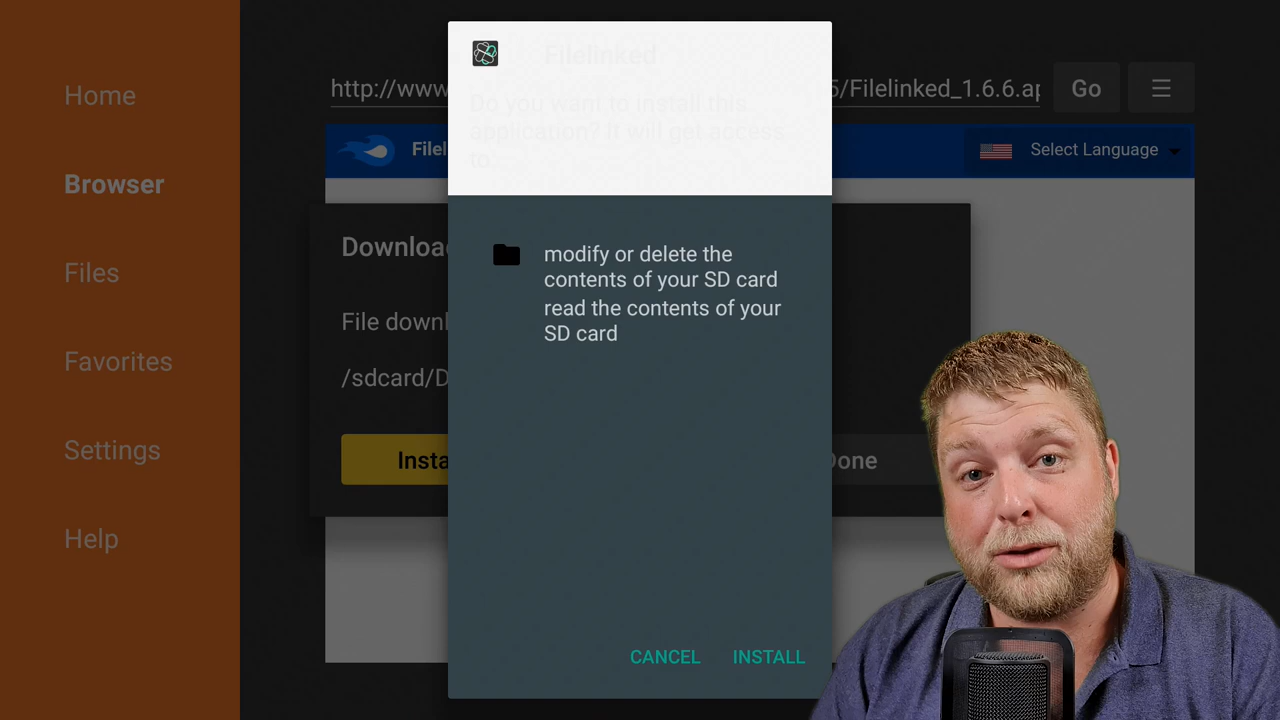 Home
Browser
Files
Favorites
Settings
Help
http://www
5/Filelinked_1.6.6.ap
Go
Filel
Select Language
Downloa
File downl
/sdcard/D
Insta
Done
Filelinked
Do you want to install this
application? It will get access
to:
modify or delete the
contents of your SD card
read the contents of your
SD card
CANCEL
INSTALL